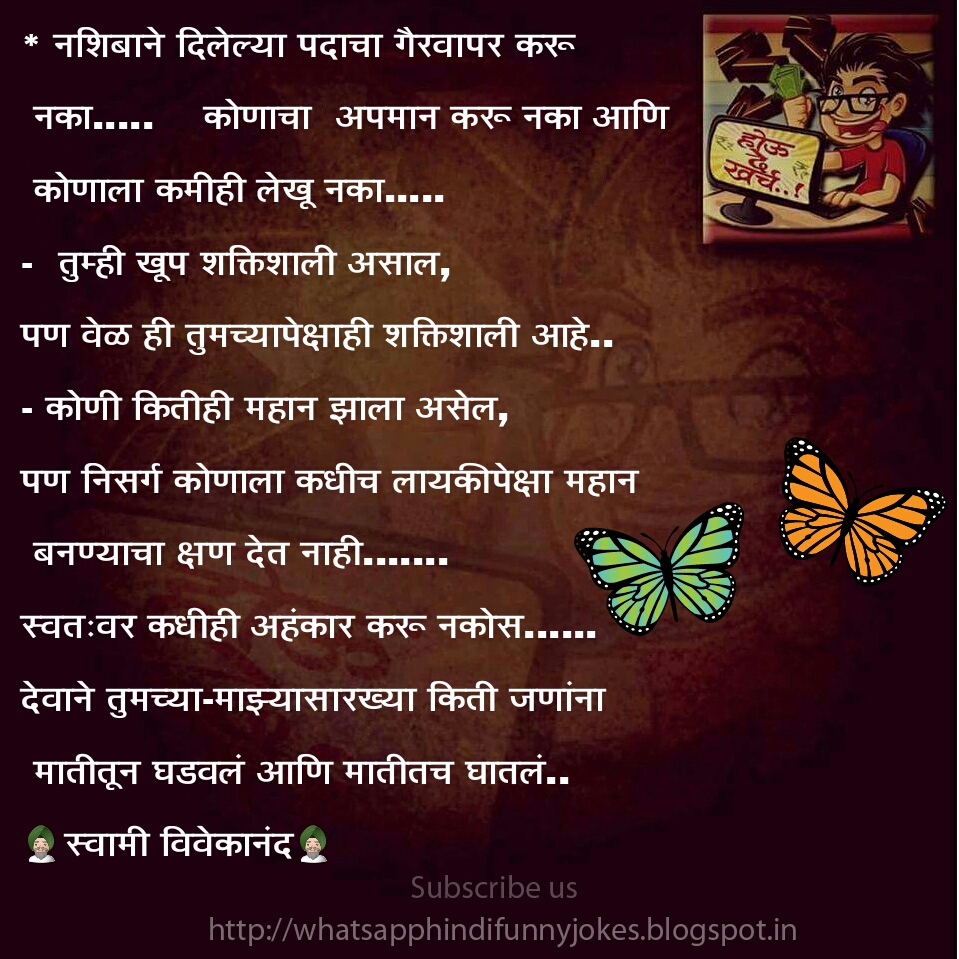 * नशिबाने दिलेल्या पदाचा गैरवापर करू
नका..... कोणाचा अपमान करू नका आणि
कोणाला कमीही लेखू नका.....
- तुम्ही खूप शक्तिशाली असाल,
पण वेळ ही तुमच्यापेक्षाही शक्तिशाली आहे..
- कोणी कितीही महान झाला असेल,
पण निसर्ग कोणाला कधीच लायकीपेक्षा महान
बनण्याचा क्षण देत नाही.......
स्वतःवर कधीही अहंकार करू नकोस......
देवाने तुमच्या-माझ्यासारख्या किती जणांना
मातीतून घडवलं आणि मातीतच घातलं..
स्वामी विवेकानंद
होऊ
दे
खर्च..!
Subscribe us
http://whatsapphindifunnyjokes.blogspot.in